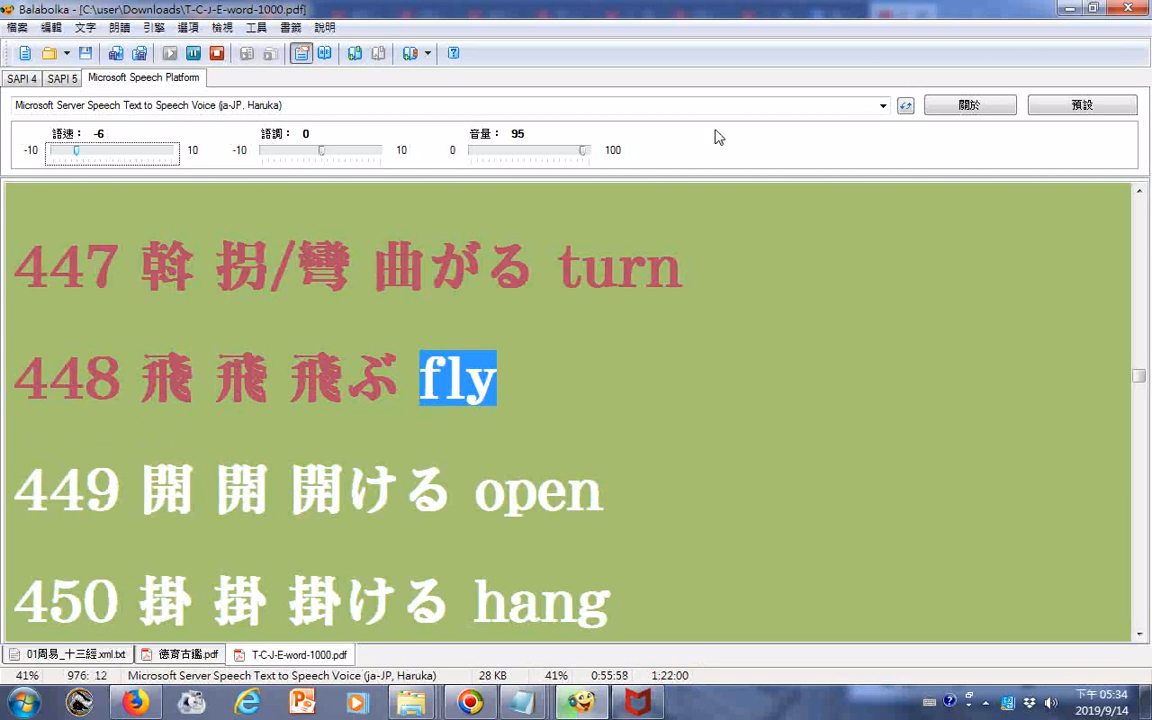 Balabolka - [C:\user\Downloads\T-C-J-E-word-1000.pdf]
檔案 編輯 文字 朗讀 引擎 選項 檢視 工具 書籤 說明
SAPI 4 SAPI 5 Microsoft Speech Platform
Microsoft Server Speech Text to Speech Voice (ja-JP, Haruka) 關於 預設
語速: -6 語調: 0 音量: 95
-10 10 -10 10 0 100
447 斡 拐/彎 曲がる turn
448 飛 飛 飛ぶ fly
449 開 開 開ける open
450 掛 掛 掛ける hang
01周易_十三經.xml.txt 德育古鑑.pdf T-C-J-E-word-1000.pdf
41% 976: 12 Microsoft Server Speech Text to Speech Voice (ja-JP, Haruka) 28 KB 41% 0:55:58 1:22:00
下午 05:34
2019/9/14